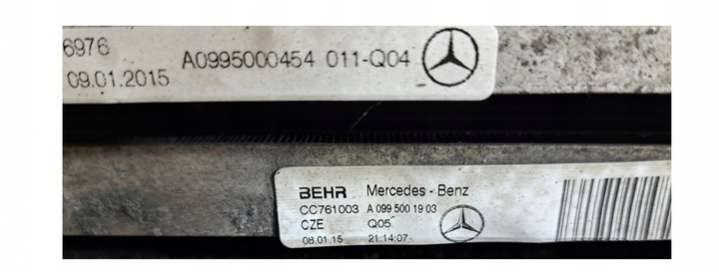 6976
09.01.2015
A0995000454 011-Q04
BEHR Mercedes-Benz
CC761003 A 099 500 19 03
CZE Q05
08.01.15 21:14:07